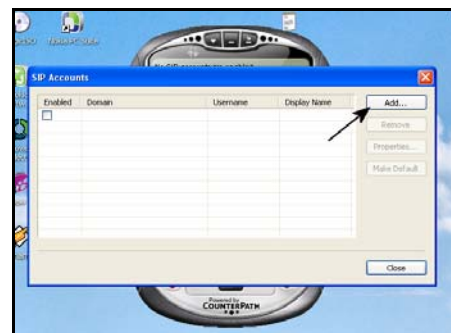 SIP Accounts
Enabled Domain Username Display Name
Add...
Remove
Properties...
Make Default
Close
Powered by
COUNTERPATH